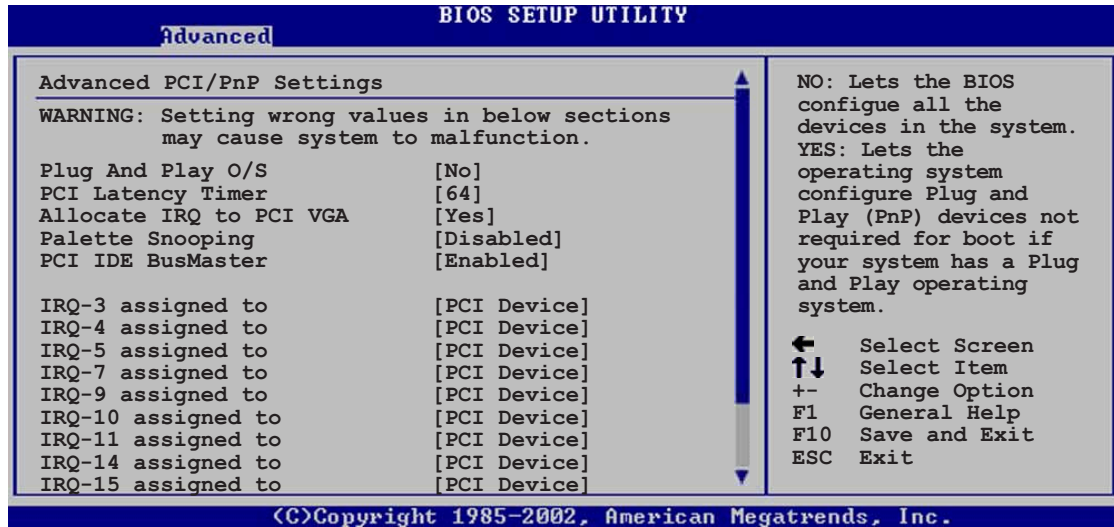 BIOS SETUP UTILITY
Advanced
Advanced PCI/PnP Settings
WARNING: Setting wrong values in below sections
may cause system to malfunction.
Plug And Play O/S [No]
PCI Latency Timer [64]
Allocate IRQ to PCI VGA [Yes]
Palette Snooping [Disabled]
PCI IDE BusMaster [Enabled]
IRQ-3 assigned to [PCI Device]
IRQ-4 assigned to [PCI Device]
IRQ-5 assigned to [PCI Device]
IRQ-7 assigned to [PCI Device]
IRQ-9 assigned to [PCI Device]
IRQ-10 assigned to [PCI Device]
IRQ-11 assigned to [PCI Device]
IRQ-14 assigned to [PCI Device]
IRQ-15 assigned to [PCI Device]
NO: Lets the BIOS
configue all the
devices in the system.
YES: Lets the
operating system
configure Plug and
Play (PnP) devices not
required for boot if
your system has a Plug
and Play operating
system.
← Select Screen
↑↓ Select Item
+- Change Option
F1 General Help
F10 Save and Exit
ESC Exit
(C)Copyright 1985-2002, American Megatrends, Inc.